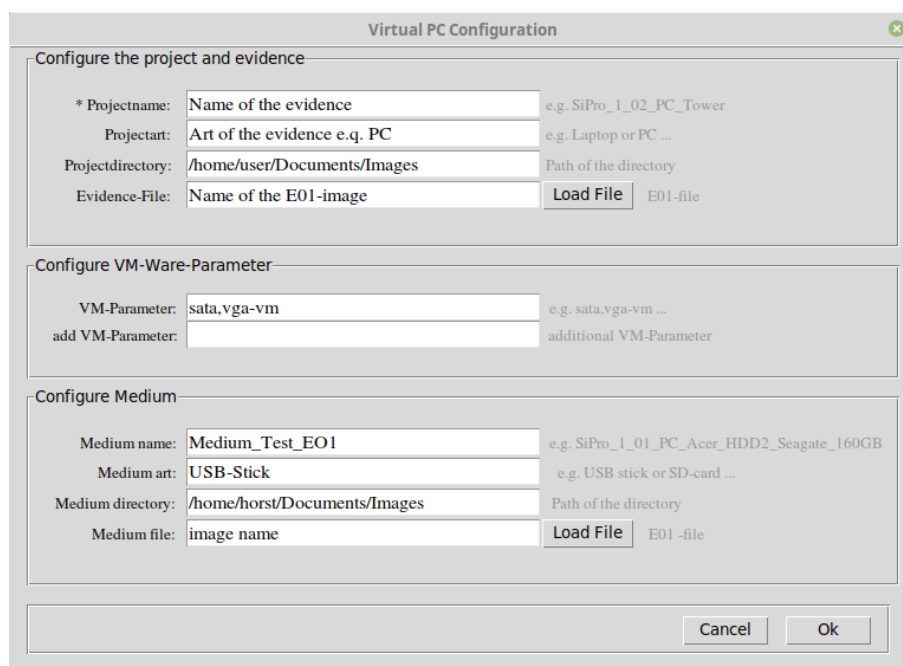 Virtual PC Configuration
Configure the project and evidence
* Projectname: Name of the evidence e.g. SiPro_1_02_PC_Tower
Projectart: Art of the evidence e.q. PC e.g. Laptop or PC ...
Projectdirectory: /home/user/Documents/Images Path of the directory
Evidence-File: Name of the E01-image Load File E01-file
Configure VM-Ware-Parameter
VM-Parameter: sata,vga-vm e.g. sata,vga-vm ...
add VM-Parameter: additional VM-Parameter
Configure Medium
Medium name: Medium_Test_EO1 e.g. SiPro_1_01_PC_Acer_HDD2_Seagate_160GB
Medium art: USB-Stick e.g. USB stick or SD-card ...
Medium directory: /home/horst/Documents/Images Path of the directory
Medium file: image name Load File E01 -file
Cancel Ok